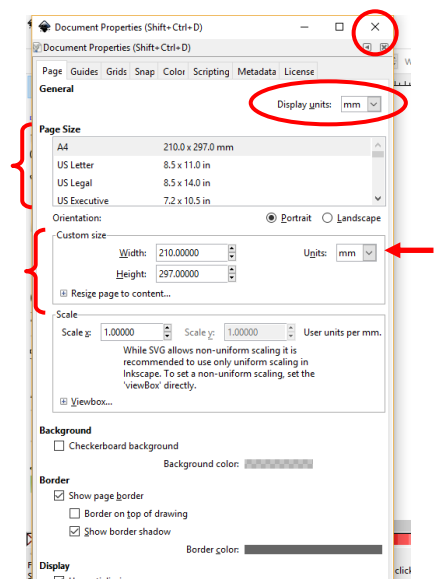 Document Properties (Shift+Ctrl+D)
Document Properties (Shift+Ctrl+D)
Page Guides Grids Snap Color Scripting Metadata License
General
Display units: mm
Page Size
A4 210.0 x 297.0 mm
US Letter 8.5 x 11.0 in
US Legal 8.5 x 14.0 in
US Executive 7.2 x 10.5 in
Orientation: Portrait Landscape
Custom size
Width: 210.00000 Units: mm
Height: 297.00000
Resize page to content...
Scale
Scale x: 1.00000 Scale y: 1.00000 User units per mm.
While SVG allows non-uniform scaling it is
recommended to use only uniform scaling in
Inkscape. To set a non-uniform scaling, set the
'viewBox' directly.
Viewbox...
Background
Checkerboard background
Background color:
Border
Show page border
Border on top of drawing
Show border shadow
Border color:
Display